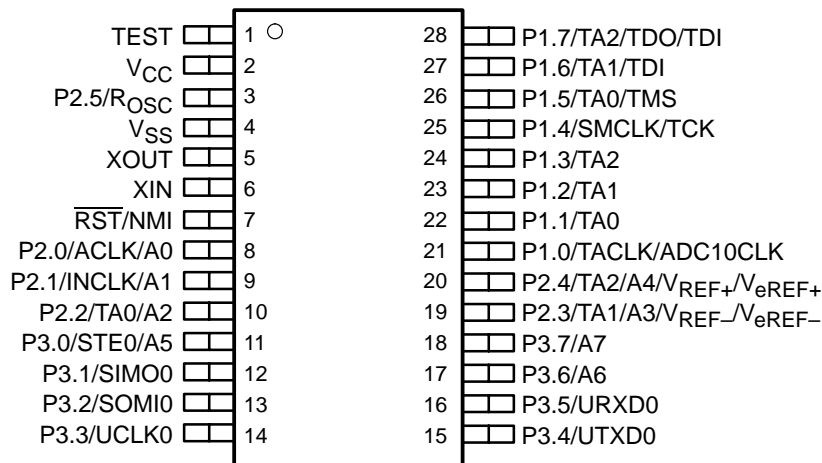 TEST 1 28 P1.7/TA2/TDO/TDI
VCC 2 27 P1.6/TA1/TDI
P2.5/ROSC 3 26 P1.5/TA0/TMS
VSS 4 25 P1.4/SMCLK/TCK
XOUT 5 24 P1.3/TA2
XIN 6 23 P1.2/TA1
RST/NMI 7 22 P1.1/TA0
P2.0/ACLK/A0 8 21 P1.0/TACLK/ADC10CLK
P2.1/INCLK/A1 9 20 P2.4/TA2/A4/VREF+/VeREF+
P2.2/TA0/A2 10 19 P2.3/TA1/A3/VREF–/VeREF–
P3.0/STE0/A5 11 18 P3.7/A7
P3.1/SIMO0 12 17 P3.6/A6
P3.2/SOMI0 13 16 P3.5/URXD0
P3.3/UCLK0 14 15 P3.4/UTXD0